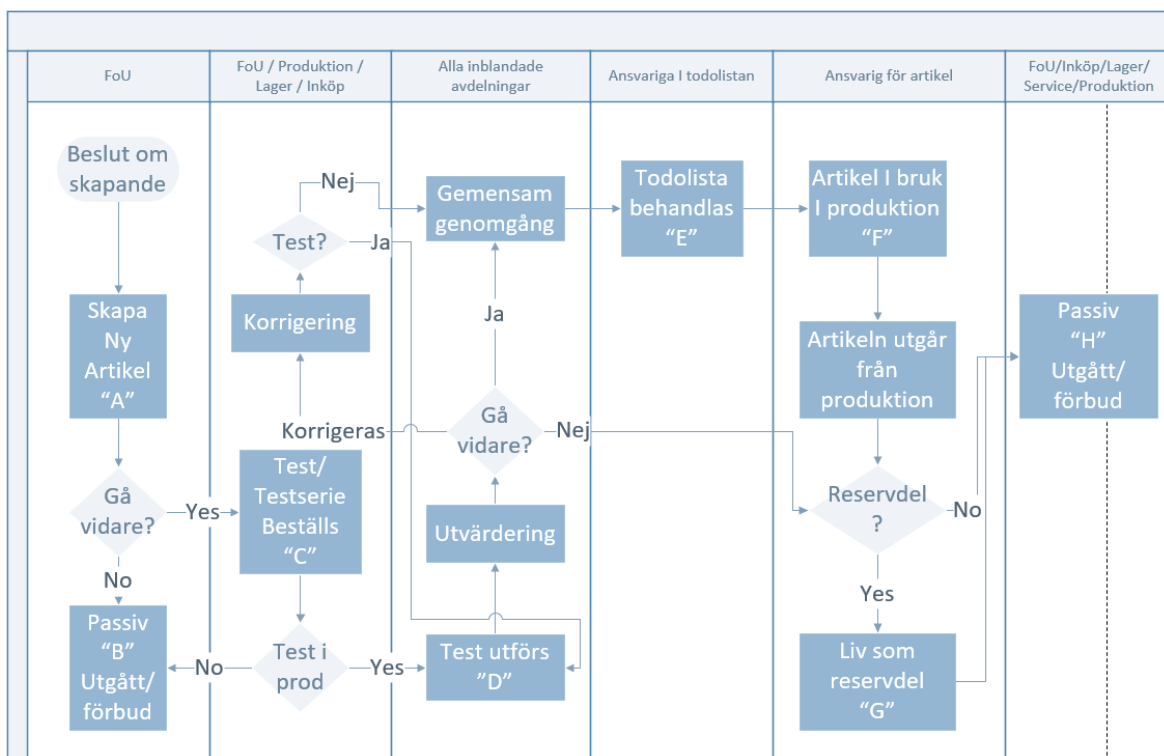 FoU
FoU / Produktion /
Lager / Inköp
Alla inblandade
avdelningar
Ansvariga I todolistan
Ansvarig för artikel
FoU/Inköp/Lager/
Service/Produktion
Beslut om
skapande
Skapa
Ny
Artikel
“A”
Gå
vidare?
Yes
No
Passiv
“B”
Utgått/
förbud
Nej
Test?
Ja
Korrigering
Korrigeras
Test/
Testserie
Beställs
“C”
Test i
prod
No
Yes
Gemensam
genomgång
Ja
Gå
vidare?
Nej
Utvärdering
Test utförs
”D”
Todolista
behandlas
“E”
Artikel I bruk
I produktion
“F”
Artikeln utgår
från
produktion
Reservdel
?
No
Yes
Liv som
reservdel
“G”
Passiv
“H”
Utgått/
förbud